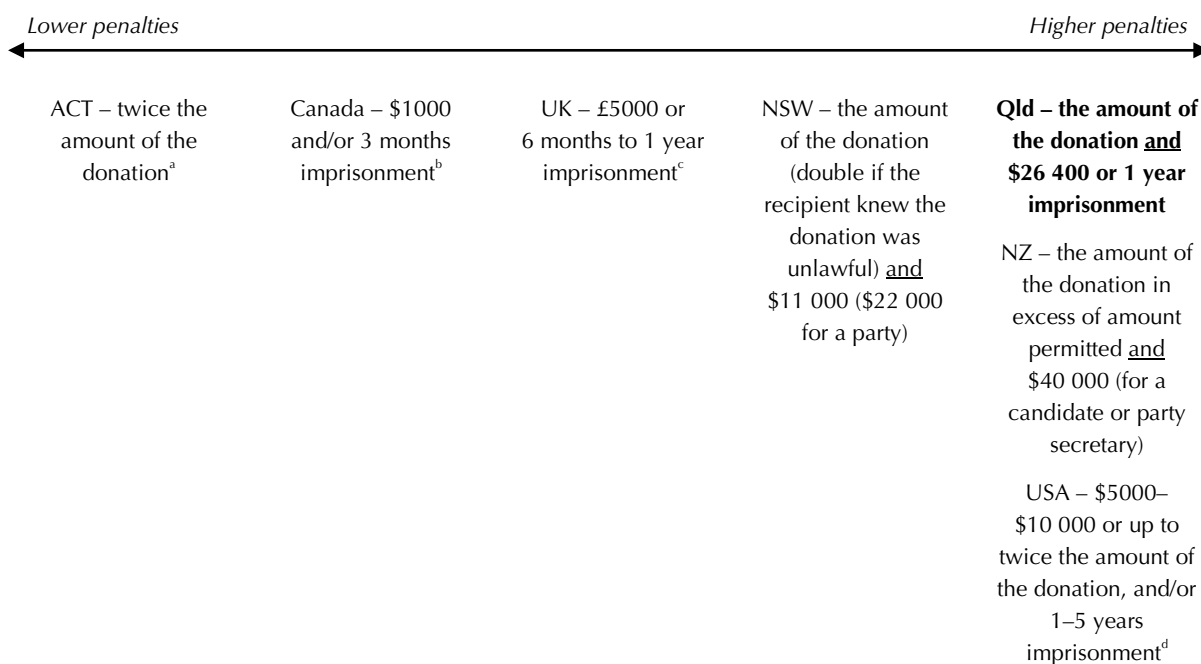 Lower penalties
Higher penalties
ACT – twice the
amount of the
donationᵃ
Canada – $1000
and/or 3 months
imprisonmentᵇ
UK – £5000 or
6 months to 1 year
imprisonmentᶜ
NSW – the amount
of the donation
(double if the
recipient knew the
donation was
unlawful) and
$11 000 ($22 000
for a party)
Qld – the amount of
the donation and
$26 400 or 1 year
imprisonment
NZ – the amount of
the donation in
excess of amount
permitted and
$40 000 (for a
candidate or party
secretary)
USA – $5000–
$10 000 or up to
twice the amount of
the donation, and/or
1–5 years
imprisonmentᵈ